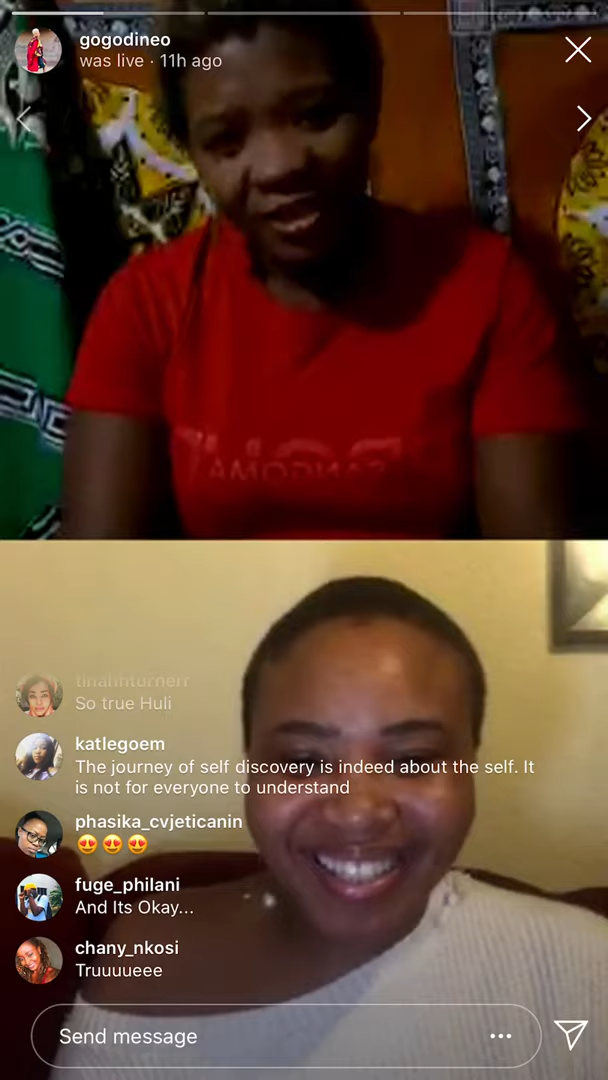 gogodineo
was live · 11h ago
tinahhturnerr
So true Huli
katlegoem
The journey of self discovery is indeed about the self. It
is not for everyone to understand
phasika_cvjeticanin
😍😍😍
fuge_philani
And Its Okay...
chany_nkosi
Truuuueee
Send message